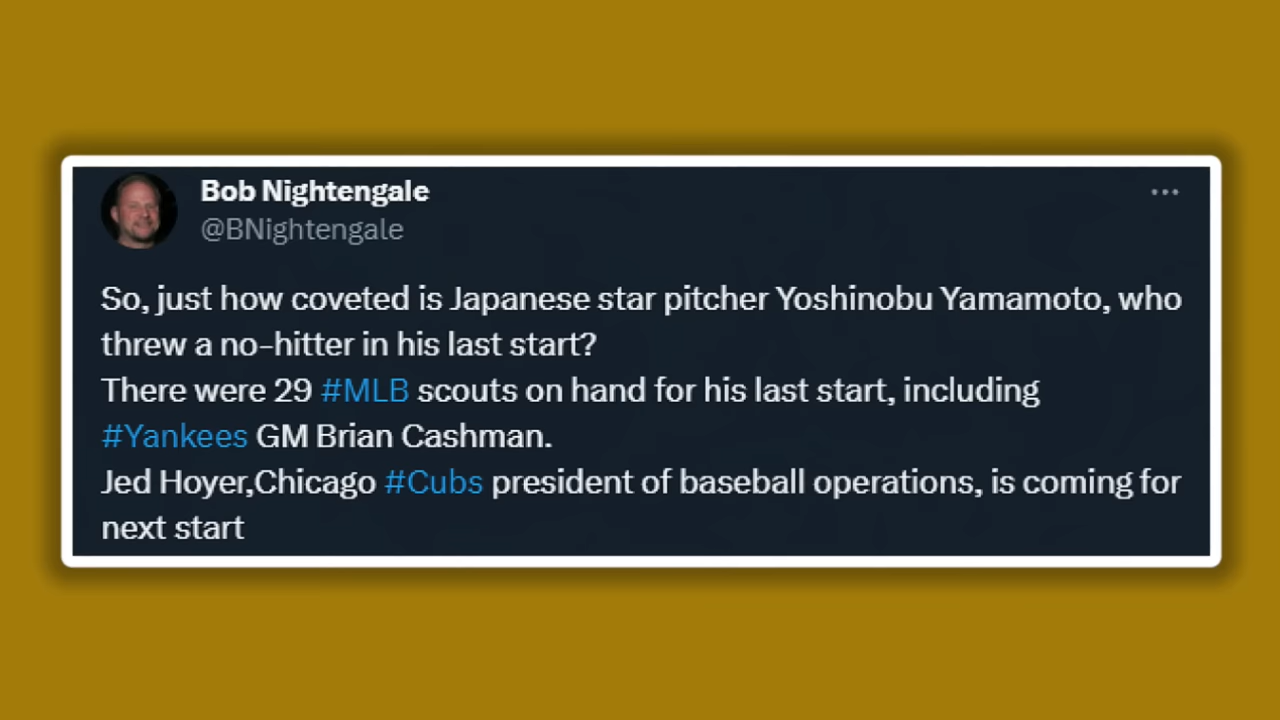 Bob Nightengale
@BNightengale
So, just how coveted is Japanese star pitcher Yoshinobu Yamamoto, who
threw a no-hitter in his last start?
There were 29 #MLB scouts on hand for his last start, including
#Yankees GM Brian Cashman.
Jed Hoyer,Chicago #Cubs president of baseball operations, is coming for
next start